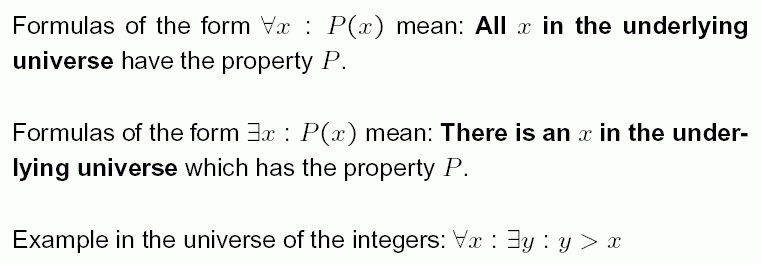 Formulas of the form ∀x : P(x) mean: All x in the underlying
universe have the property P.
Formulas of the form ∃x : P(x) mean: There is an x in the under-
lying universe which has the property P.
Example in the universe of the integers: ∀x : ∃y : y > x